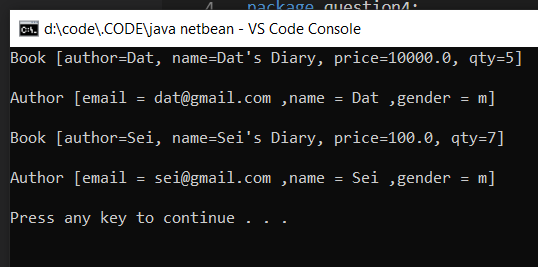 4 package question4;
d:\code\.CODE\java netbean - VS Code Console
Book [author=Dat, name=Dat's Diary, price=10000.0, qty=5]
Author [email = dat@gmail.com ,name = Dat ,gender = m]
Book [author=Sei, name=Sei's Diary, price=100.0, qty=7]
Author [email = sei@gmail.com ,name = Sei ,gender = m]
Press any key to continue . . .